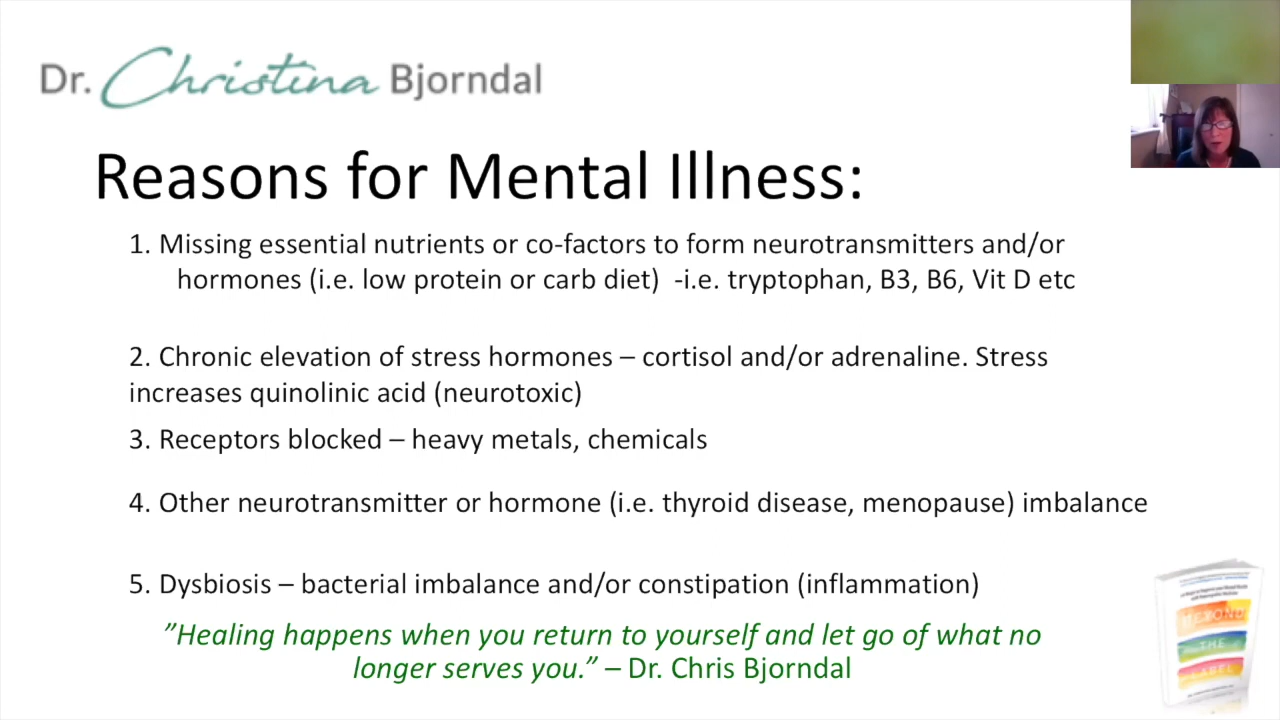 Dr. Christina Bjorndal
Reasons for Mental Illness:
1. Missing essential nutrients or co-factors to form neurotransmitters and/or
hormones (i.e. low protein or carb diet)  -i.e. tryptophan, B3, B6, Vit D etc
2. Chronic elevation of stress hormones – cortisol and/or adrenaline. Stress
increases quinolinic acid (neurotoxic)
3. Receptors blocked – heavy metals, chemicals
4. Other neurotransmitter or hormone (i.e. thyroid disease, menopause) imbalance
5. Dysbiosis – bacterial imbalance and/or constipation (inflammation)
”Healing happens when you return to yourself and let go of what no
longer serves you.” – Dr. Chris Bjorndal
BEYOND
THE
LABEL